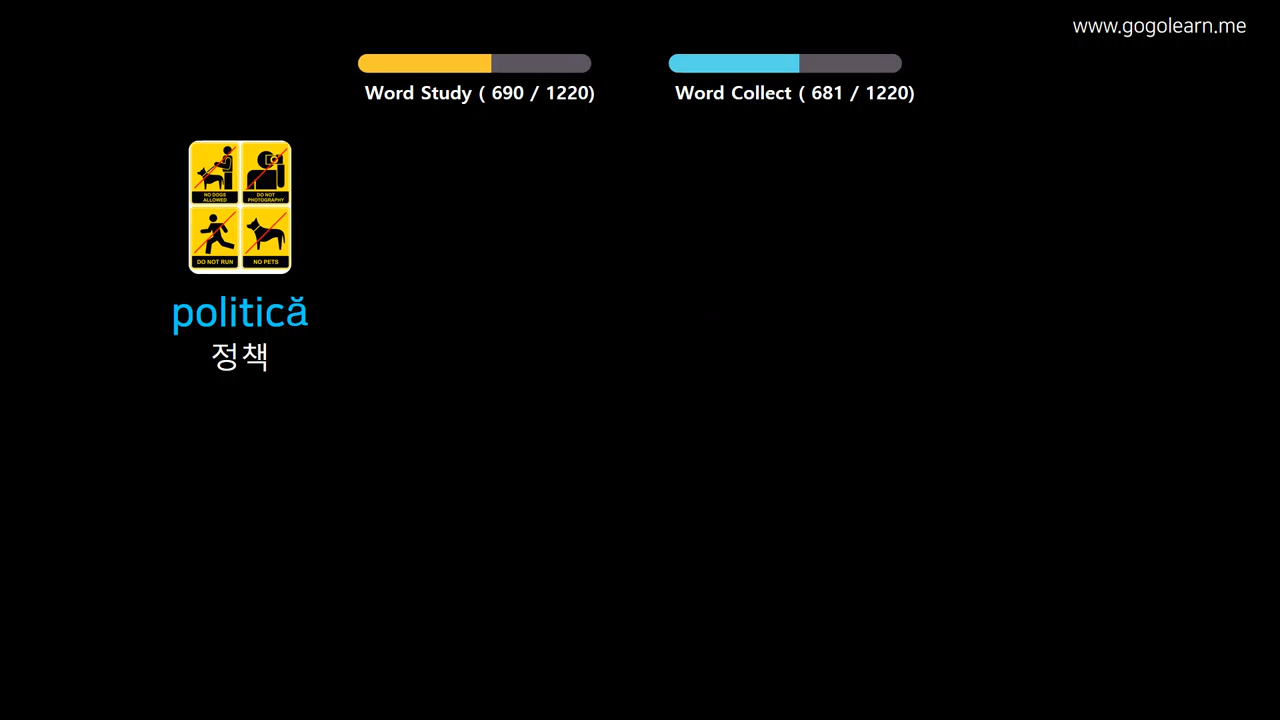 www.gogolearn.me
Word Study ( 690 / 1220)
Word Collect ( 681 / 1220)
NO DOGS
ALLOWED
DO NOT
PHOTOGRAPHY
DO NOT RUN
NO PETS
politică
정책